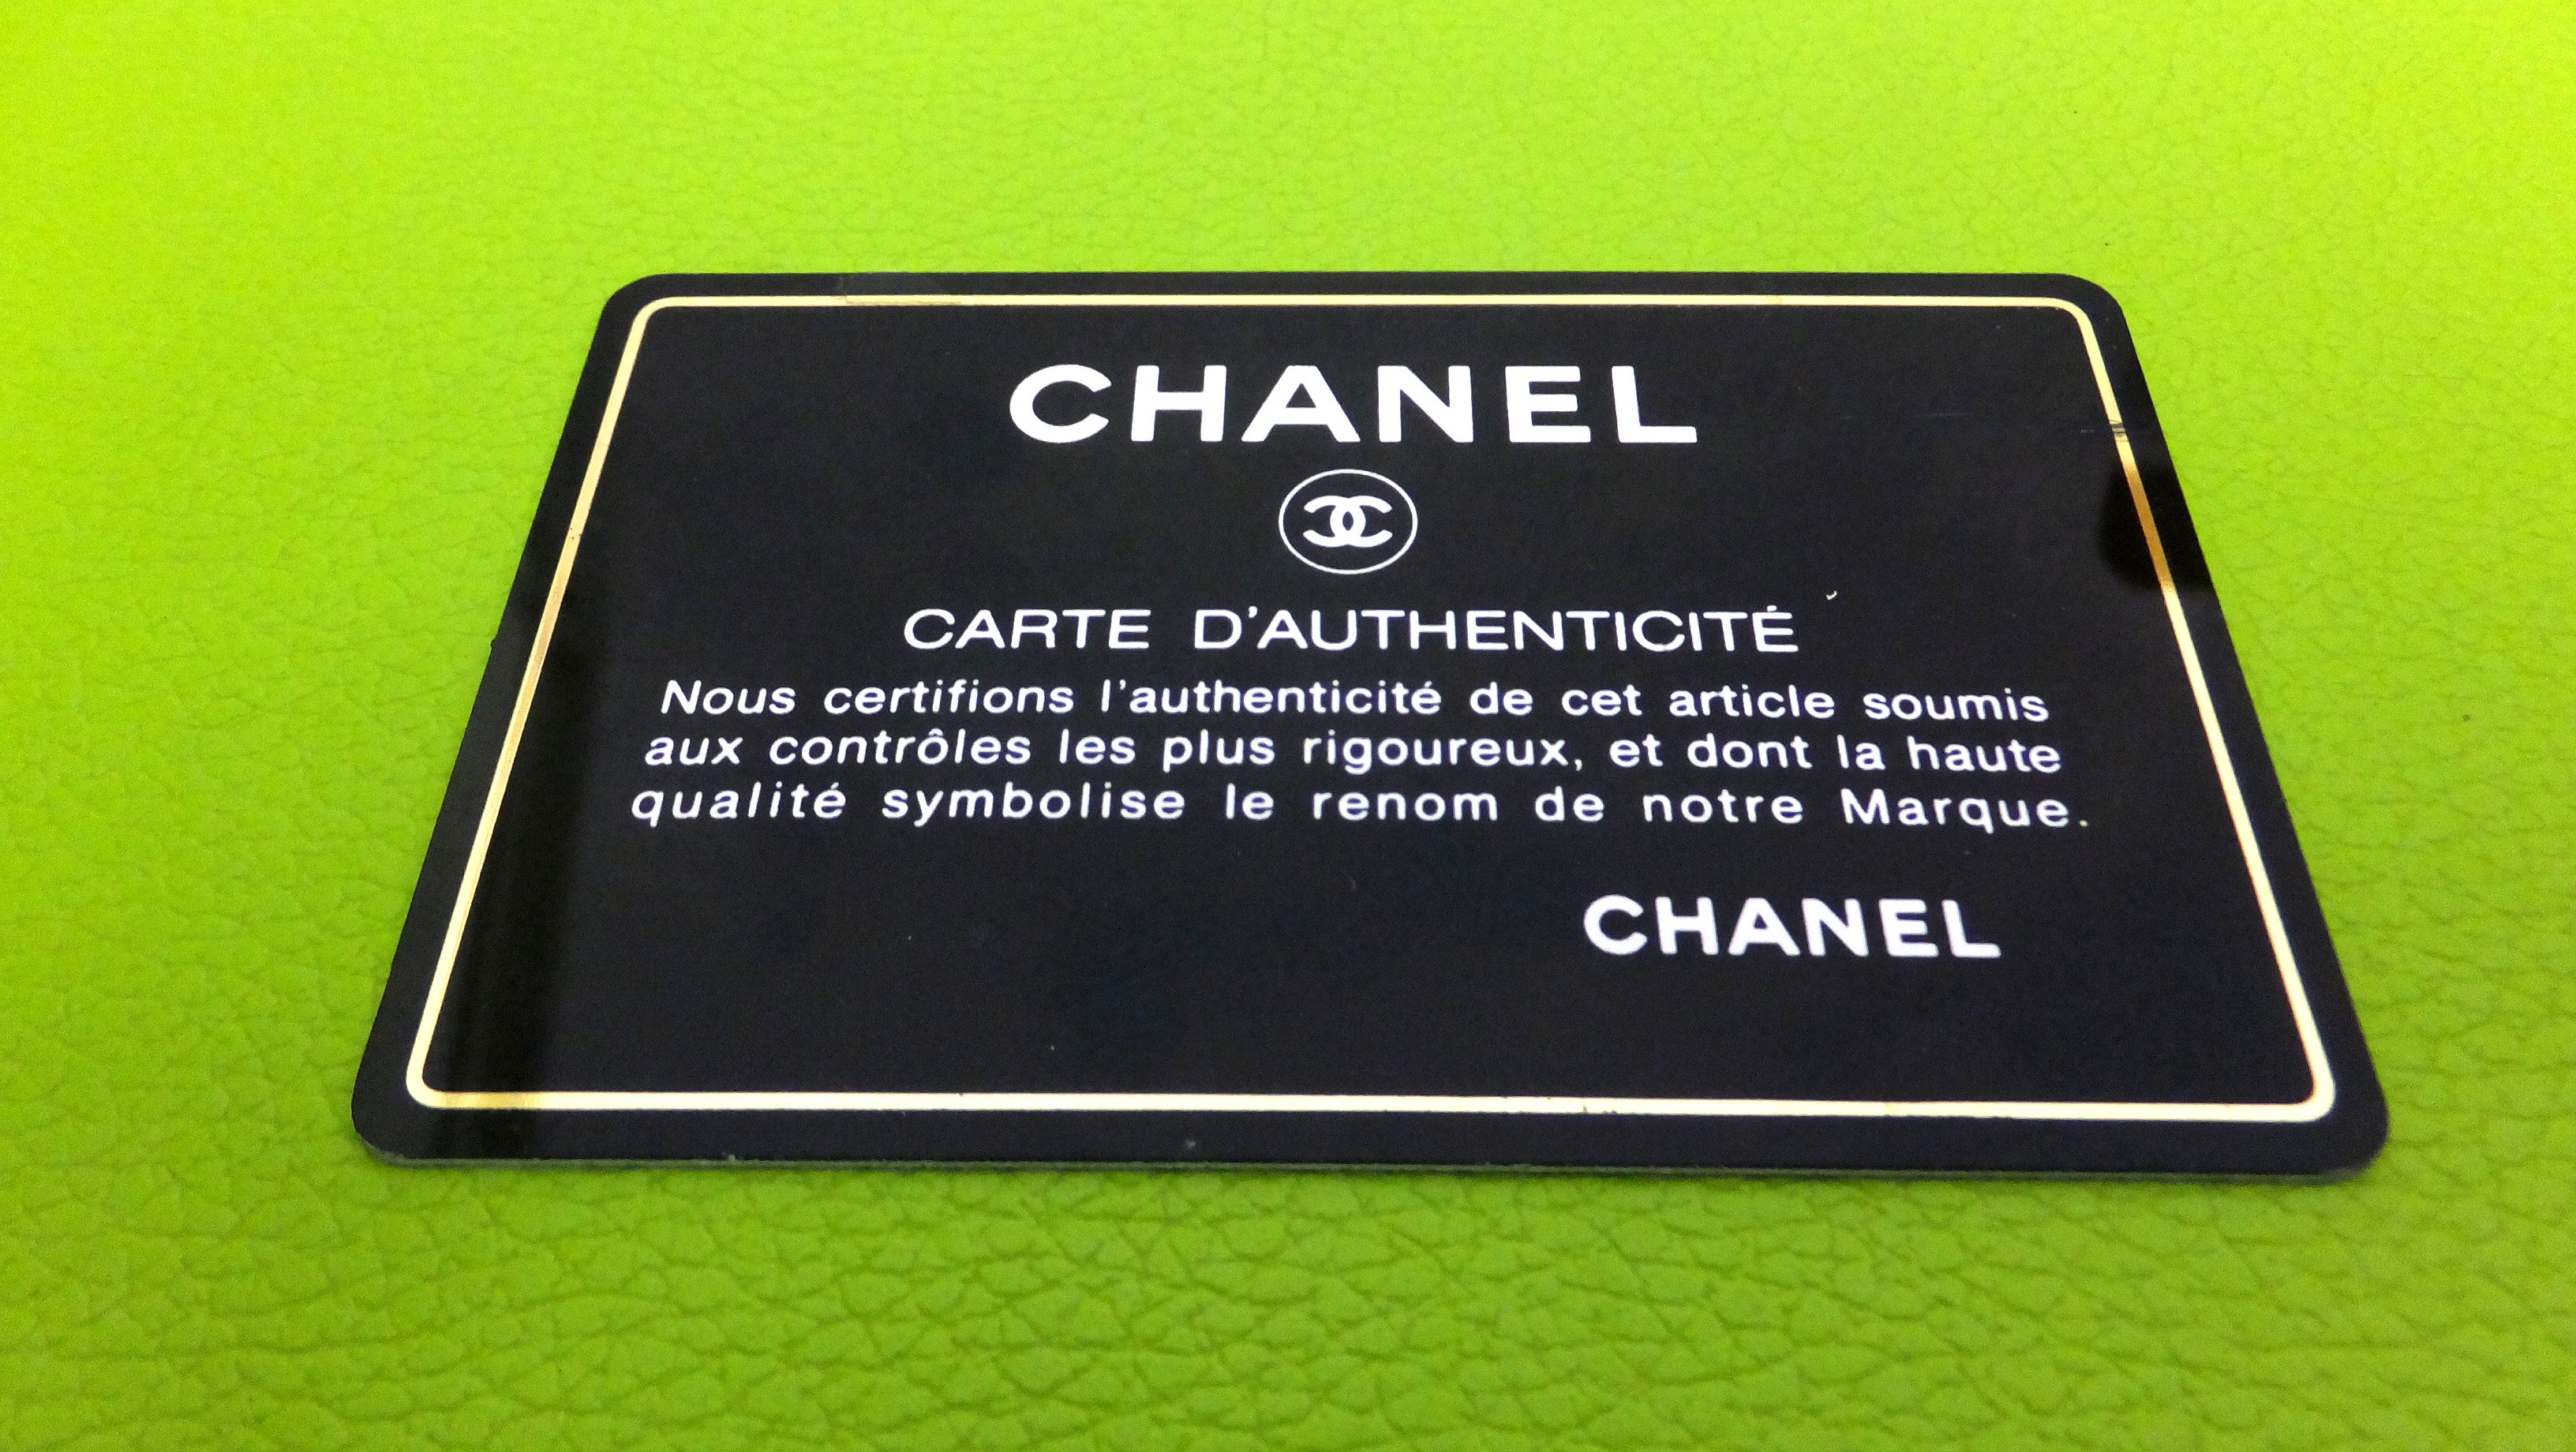 CHANEL
CARTE D'AUTHENTICITÉ
Nous certifions l'authenticité de cet article soumis
aux contrôles les plus rigoureux, et dont la haute
qualité symbolise le renom de notre Marque.
CHANEL